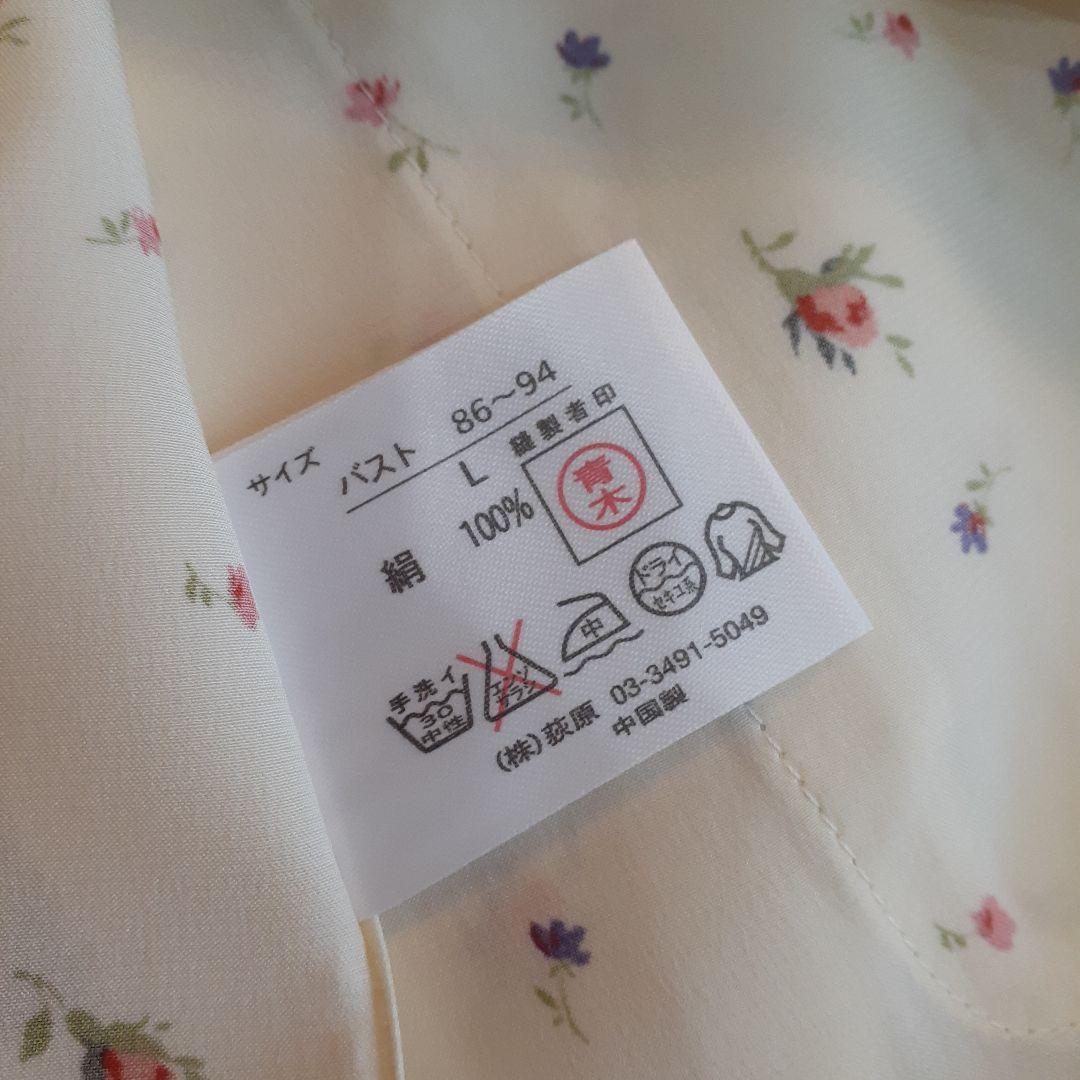 サイズ
バスト 86～94
L
縫製者印
青木
絹 100%
手洗イ
30
中性
エンソ
サラシ
中
ドライ
セキユ系
(株)荻原 03-3491-5049
中国製